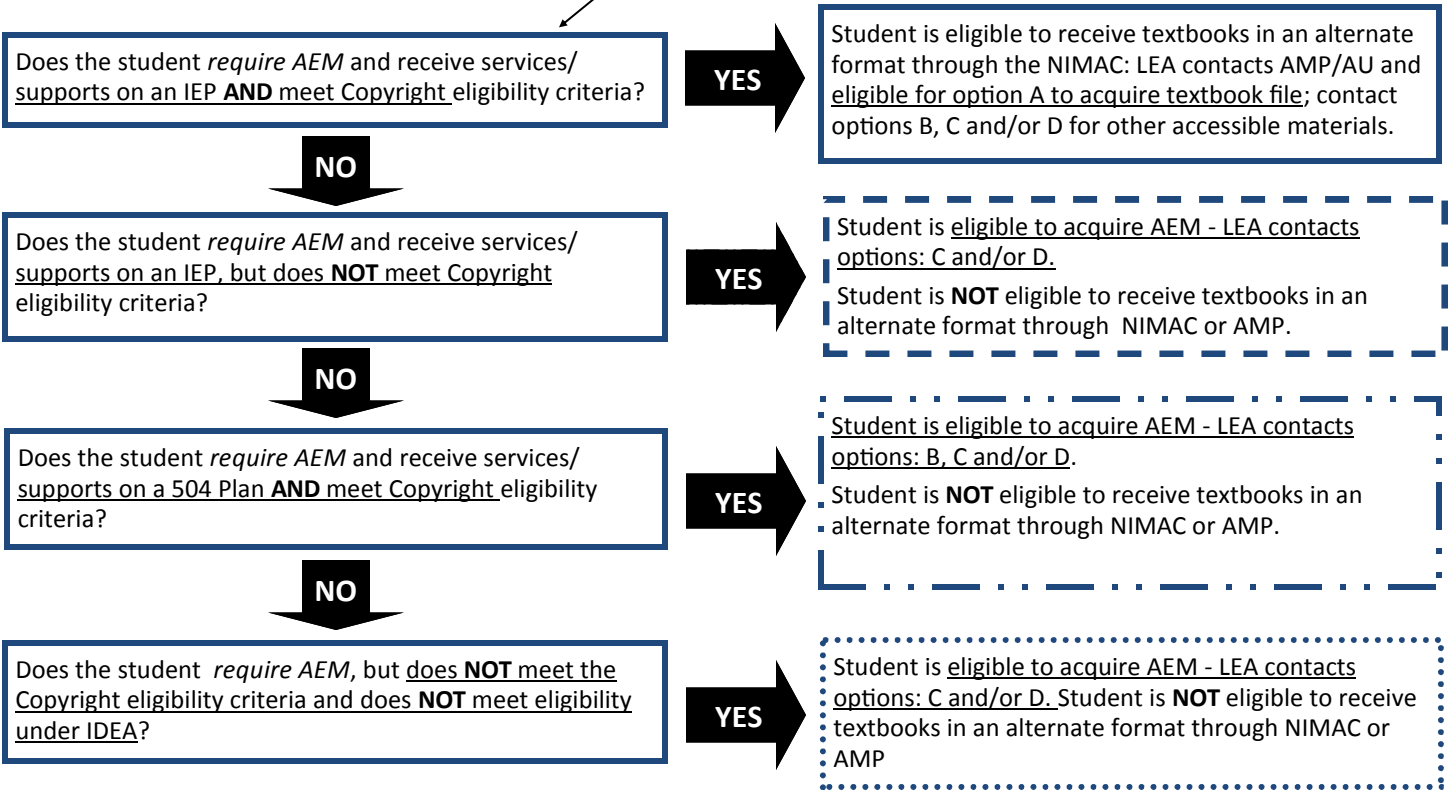 Does the student require AEM and receive services/
supports on an IEP AND meet Copyright eligibility criteria?
YES
Student is eligible to receive textbooks in an alternate
format through the NIMAC: LEA contacts AMP/AU and
eligible for option A to acquire textbook file; contact
options B, C and/or D for other accessible materials.
NO
Does the student require AEM and receive services/
supports on an IEP, but does NOT meet Copyright
eligibility criteria?
YES
Student is eligible to acquire AEM - LEA contacts
options: C and/or D.
Student is NOT eligible to receive textbooks in an
alternate format through NIMAC or AMP.
NO
Does the student require AEM and receive services/
supports on a 504 Plan AND meet Copyright eligibility
criteria?
YES
Student is eligible to acquire AEM - LEA contacts
options: B, C and/or D.
Student is NOT eligible to receive textbooks in an
alternate format through NIMAC or AMP.
NO
Does the student require AEM, but does NOT meet the
Copyright eligibility criteria and does NOT meet eligibility
under IDEA?
YES
Student is eligible to acquire AEM - LEA contacts
options: C and/or D. Student is NOT eligible to receive
textbooks in an alternate format through NIMAC or
AMP